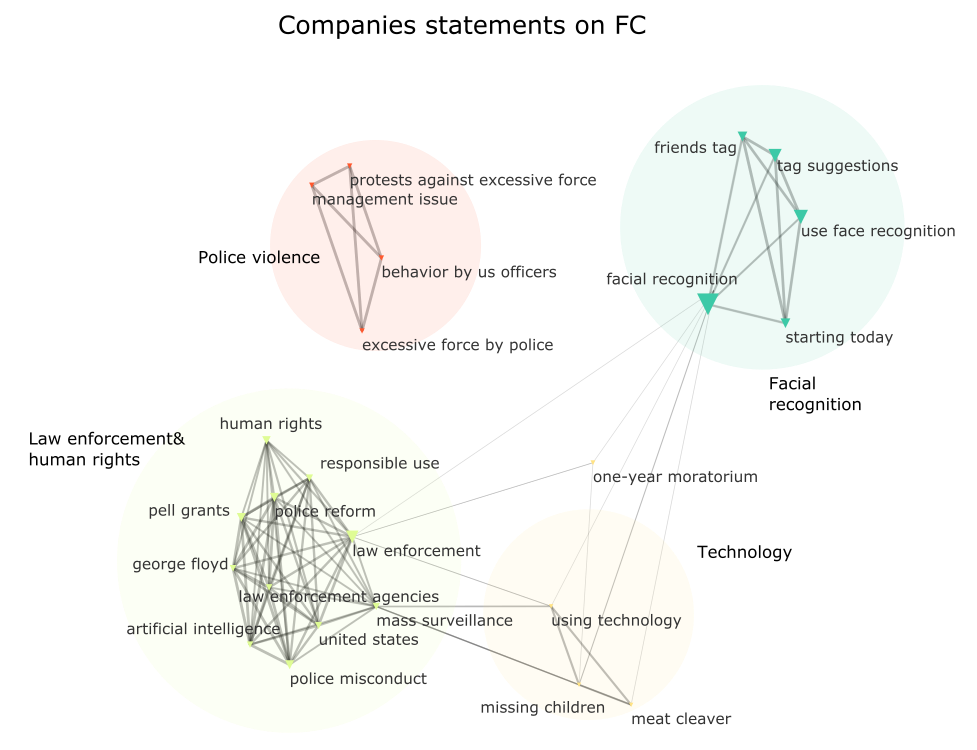 Companies statements on FC
friends tag
tag suggestions
protests against excessive force
management issue
use face recognition
Police violence
behavior by us officers
facial recognition
starting today
excessive force by police
Facial
recognition
human rights
Law enforcement&
human rights
responsible use
one-year moratorium
pell grants
police reform
law enforcement
Technology
george floyd
law enforcement agencies
mass surveillance
using technology
artificial intelligence
united states
police misconduct
missing children
meat cleaver